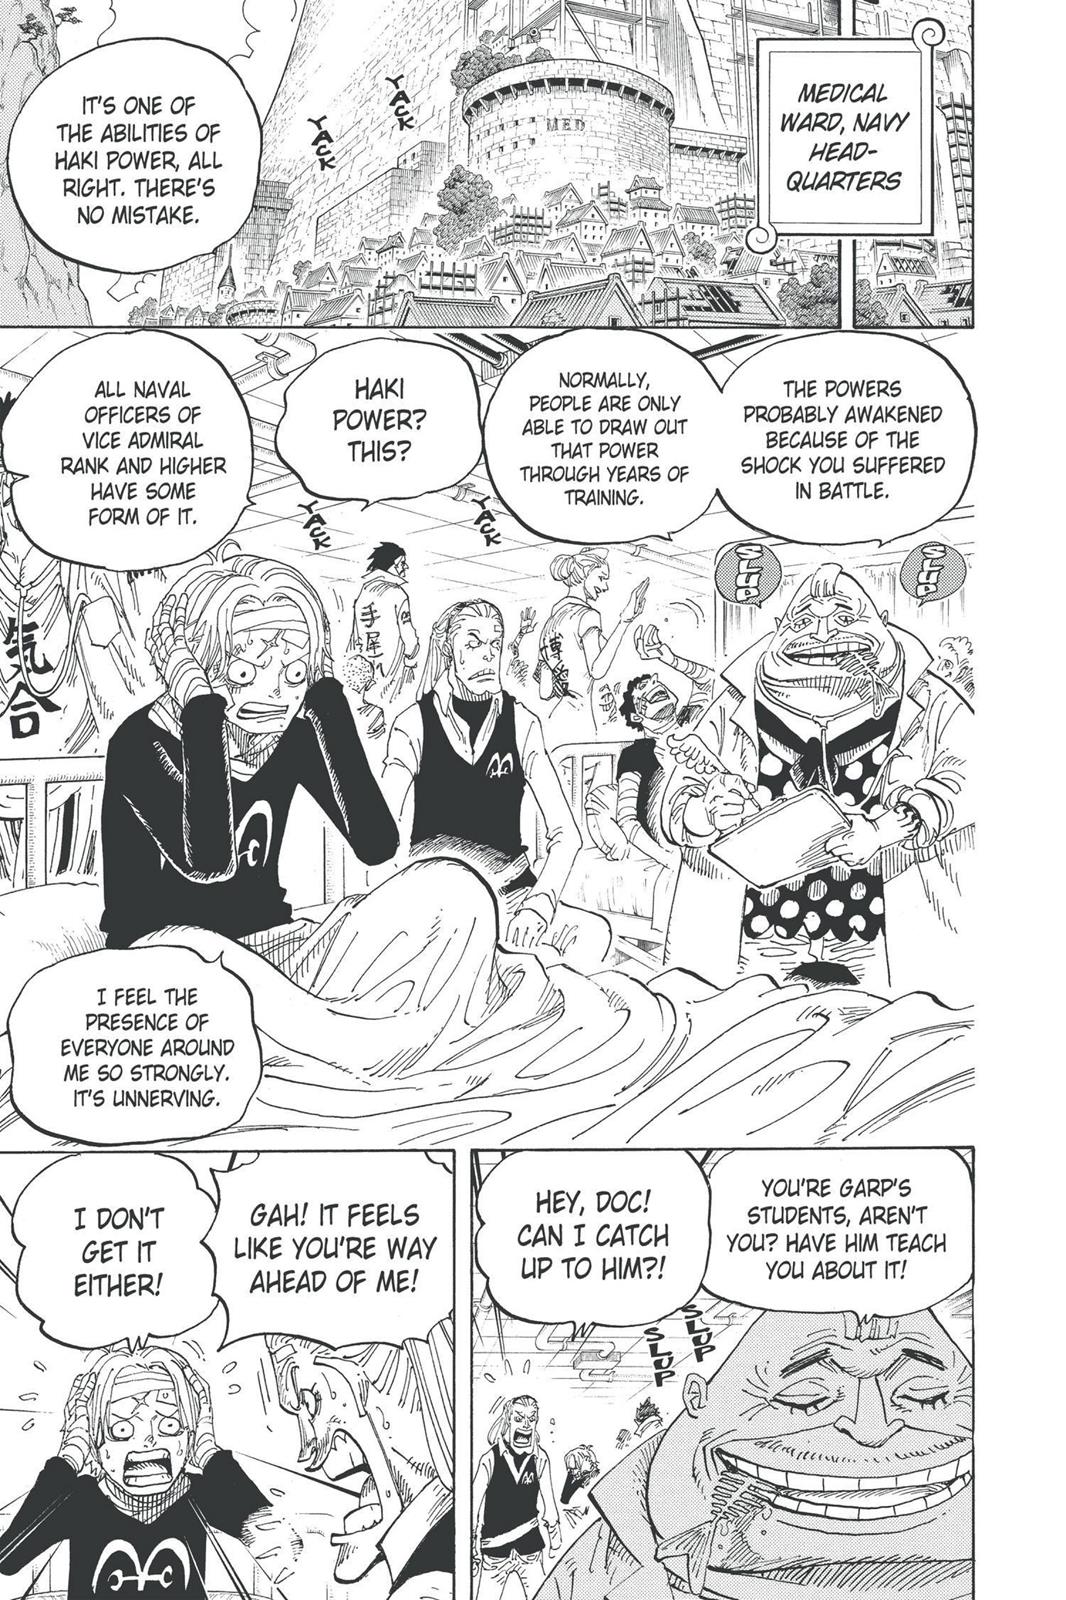 MEDICAL
WARD, NAVY
HEAD-
QUARTERS
MED
YACK
YACK
IT'S ONE OF
THE ABILITIES OF
HAKI POWER, ALL
RIGHT. THERE'S
NO MISTAKE.
THE POWERS
PROBABLY AWAKENED
BECAUSE OF THE
SHOCK YOU SUFFERED
IN BATTLE.
NORMALLY,
PEOPLE ARE ONLY
ABLE TO DRAW OUT
THAT POWER
THROUGH YEARS OF
TRAINING.
HAKI
POWER?
THIS?
ALL NAVAL
OFFICERS OF
VICE ADMIRAL
RANK AND HIGHER
HAVE SOME
FORM OF IT.
YACK
YACK
SLUP
SLUP
博愛
手遅れ
気合
I FEEL THE
PRESENCE OF
EVERYONE AROUND
ME SO STRONGLY.
IT'S UNNERVING.
YOU'RE GARP'S
STUDENTS, AREN'T
YOU? HAVE HIM TEACH
YOU ABOUT IT!
HEY, DOC!
CAN I CATCH
UP TO HIM?!
SLUP
SLUP
GAH! IT FEELS
LIKE YOU'RE WAY
AHEAD OF ME!
I DON'T
GET IT
EITHER!